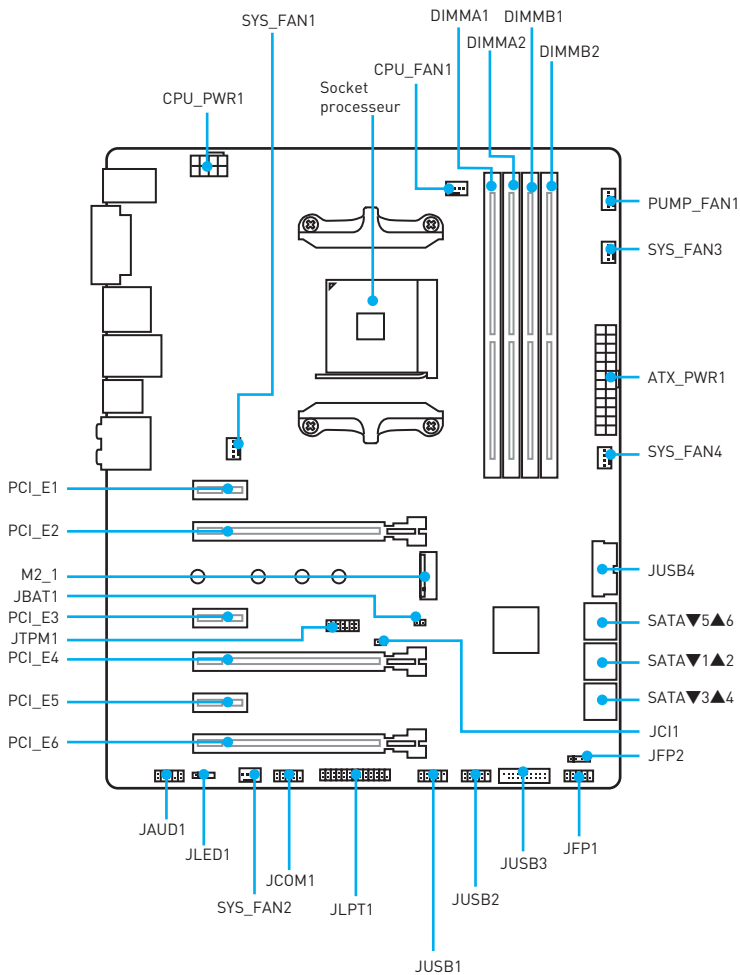 DIMMA1
DIMMB1
SYS_FAN1
DIMMA2
DIMMB2
CPU_FAN1
Socket
processeur
CPU_PWR1
PUMP_FAN1
SYS_FAN3
ATX_PWR1
SYS_FAN4
PCI_E1
PCI_E2
M2_1
JUSB4
JBAT1
PCI_E3
SATA▼5▲6
JTPM1
PCI_E4
SATA▼1▲2
PCI_E5
SATA▼3▲4
JCI1
PCI_E6
JFP2
JAUD1
JLED1
JCOM1
SYS_FAN2
JLPT1
JUSB1
JUSB2
JUSB3
JFP1